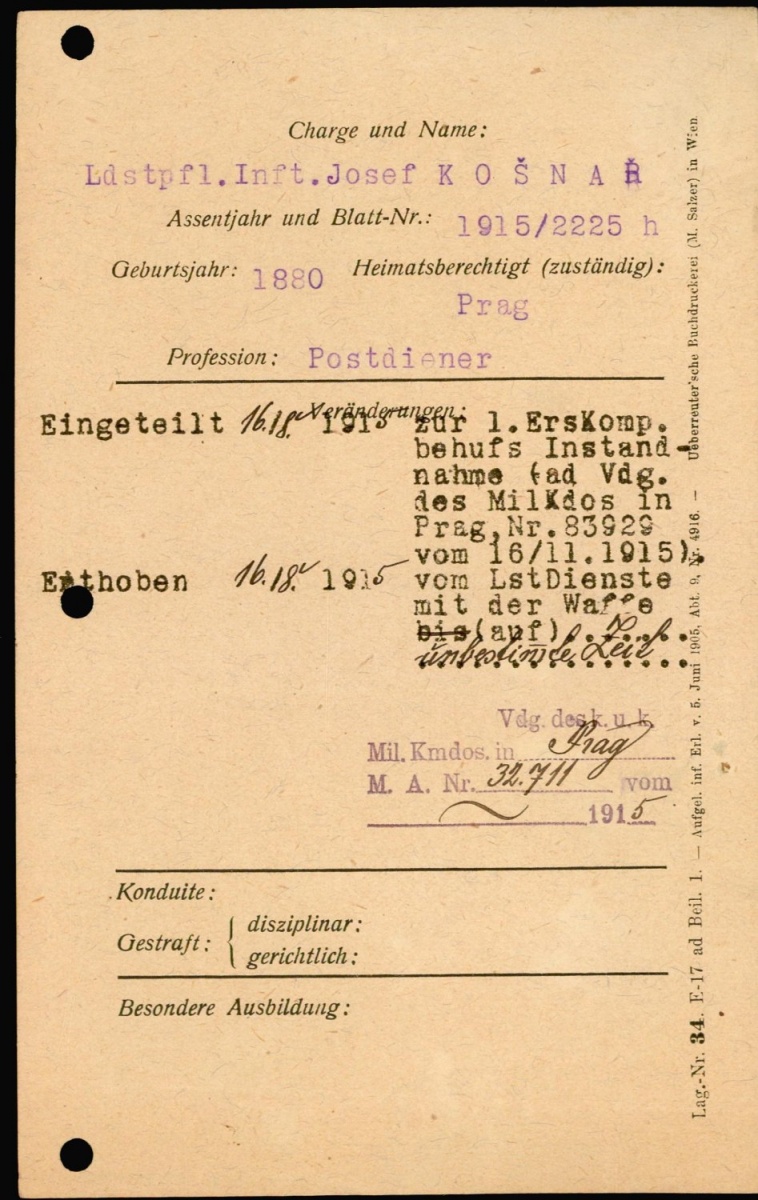 Charge und Name:
Ldstpfl.Inft.Josef K O Š N A Ř
Assentjahr und Blatt-Nr.: 1915/2225 h
Geburtsjahr: 1880 Heimatsberechtigt (zuständig):
Prag
Profession: Postdiener
Veränderungen:
Eingeteilt 1915 zur 1.ErsKomp.
behufs Instand-
nahme (ad Vdg.
des MilKdos in
Prag,Nr.83929
vom 16/11.1915).
Enthoben 1915 vom LstDienste
mit der Waffe
bis (auf)
unbestimmte Zeit
Vdg. des k. u. k.
Mil. Kmdos. in Prag
M. A. Nr. 32.711 vom
1915
Konduite:
Gestraft: { disziplinar:
gerichtlich:
Besondere Ausbildung:
Lag.-Nr. 34. E-17 ad Beil. 1. — Aufgel. inf. Erl. v. 5. Juni 1905, Abt. 9, Nr. 4916. — Ueberreuter'sche Buchdruckerei (M. Salzer) in Wien.